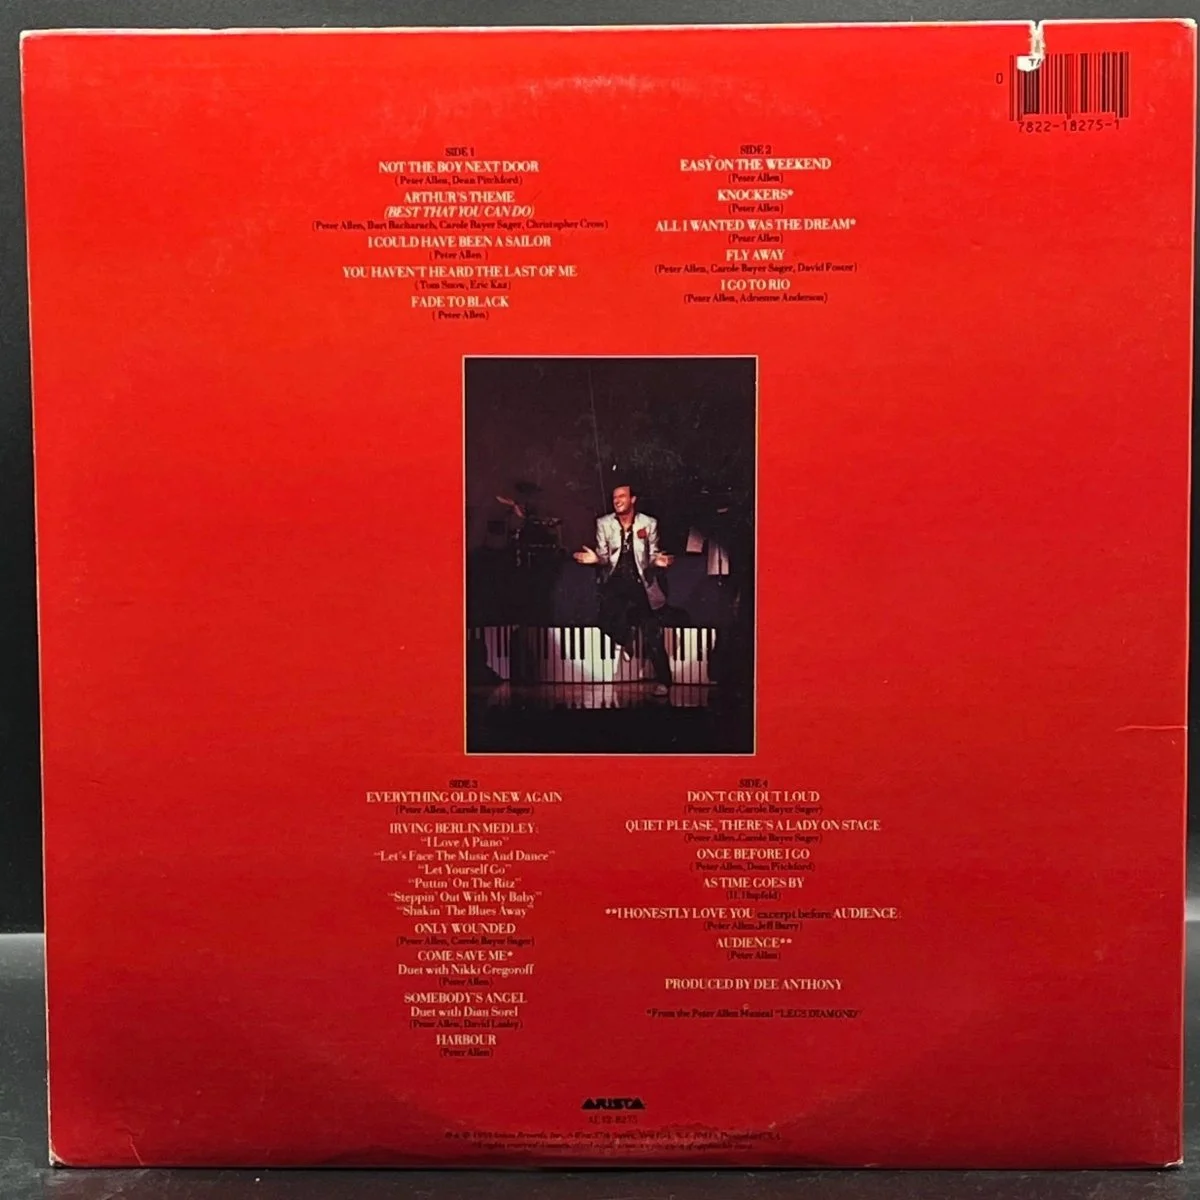 0
7822-18275-1
SIDE 1
NOT THE BOY NEXT DOOR
(Peter Allen, Dean Pitchford)
ARTHUR'S THEME
(BEST THAT YOU CAN DO)
(Peter Allen, Burt Bacharach, Carole Bayer Sager, Christopher Cross)
I COULD HAVE BEEN A SAILOR
(Peter Allen )
YOU HAVEN'T HEARD THE LAST OF ME
( Tom Snow, Eric Kaz)
FADE TO BLACK
( Peter Allen)
SIDE 2
EASY ON THE WEEKEND
(Peter Allen)
KNOCKERS*
(Peter Allen)
ALL I WANTED WAS THE DREAM*
(Peter Allen)
FLY AWAY
(Peter Allen, Carole Bayer Sager, David Foster)
I GO TO RIO
(Peter Allen, Adrienne Anderson)
SIDE 3
EVERYTHING OLD IS NEW AGAIN
(Peter Allen, Carole Bayer Sager)
IRVING BERLIN MEDLEY:
"I Love A Piano"
"Let's Face The Music And Dance"
"Let Yourself Go"
"Puttin' On The Ritz"
"Steppin' Out With My Baby"
"Shakin' The Blues Away"
ONLY WOUNDED
(Peter Allen, Carole Bayer Sager)
COME SAVE ME*
Duet with Nikki Gregoroff
(Peter Allen)
SOMEBODY'S ANGEL
Duet with Dian Sorel
(Peter Allen, David Lasley)
HARBOUR
(Peter Allen)
SIDE 4
DON'T CRY OUT LOUD
(Peter Allen, Carole Bayer Sager)
QUIET PLEASE, THERE'S A LADY ON STAGE
(Peter Allen, Carole Bayer Sager)
ONCE BEFORE I GO
( Peter Allen, Dean Pitchford)
AS TIME GOES BY
(H. Hupfeld)
**I HONESTLY LOVE YOU excerpt before AUDIENCE:
(Peter Allen, Jeff Barry)
AUDIENCE**
(Peter Allen)
PRODUCED BY DEE ANTHONY
*From the Peter Allen Musical "LEGS DIAMOND"
ARISTA